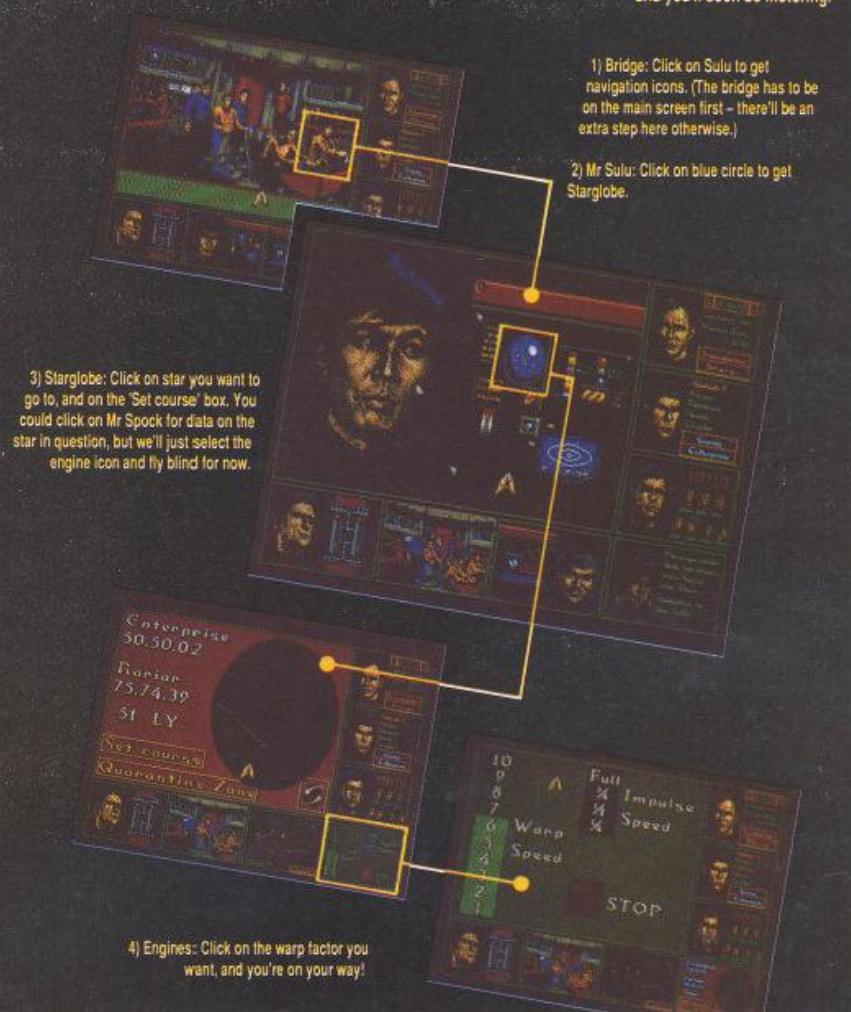 and you'll soon be motoring.
1) Bridge: Click on Sulu to get
navigation icons. (The bridge has to be
on the main screen first – there'll be an
extra step here otherwise.)
2) Mr Sulu: Click on blue circle to get
Starglobe.
3) Starglobe: Click on star you want to
go to, and on the 'Set course' box. You
could click on Mr Spock for data on the
star in question, but we'll just select the
engine icon and fly blind for now.
Enterprise
50.50.02
75.74.39
51 LY
Set course
Quarantine Zone
10
9
8
7
6
5
4
3
2
1
Warp
Speed
Full
¾
¼
Impulse
Speed
STOP
4) Engines: Click on the warp factor you
want, and you're on your way!